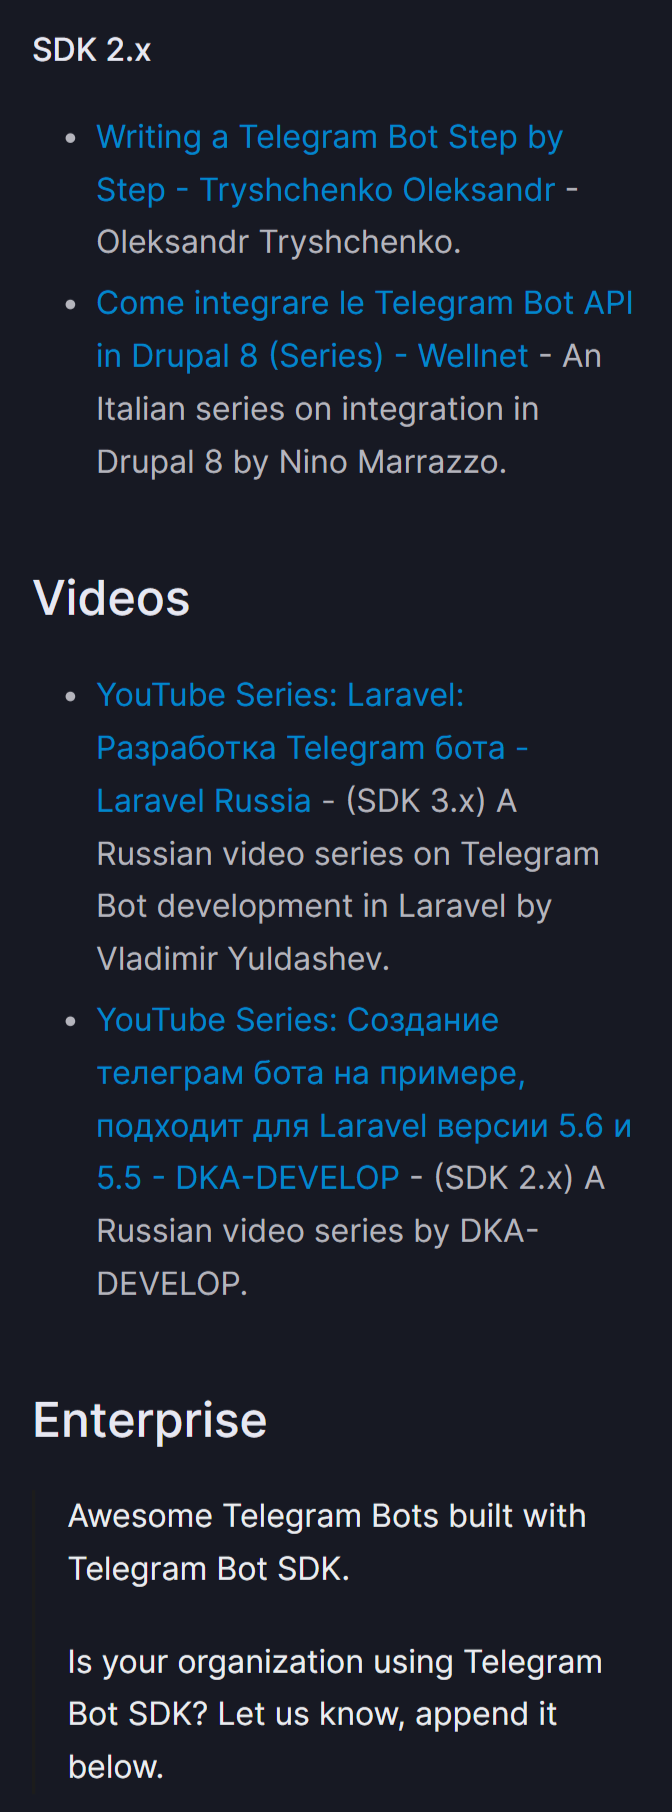 SDK 2.x
• Writing a Telegram Bot Step by
Step - Tryshchenko Oleksandr -
Oleksandr Tryshchenko.
• Come integrare le Telegram Bot API
in Drupal 8 (Series) - Wellnet - An
Italian series on integration in
Drupal 8 by Nino Marrazzo.
Videos
• YouTube Series: Laravel:
Разработка Telegram бота -
Laravel Russia - (SDK 3.x) A
Russian video series on Telegram
Bot development in Laravel by
Vladimir Yuldashev.
• YouTube Series: Создание
телеграм бота на примере,
подходит для Laravel версии 5.6 и
5.5 - DKA-DEVELOP - (SDK 2.x) A
Russian video series by DKA-
DEVELOP.
Enterprise
Awesome Telegram Bots built with
Telegram Bot SDK.
Is your organization using Telegram
Bot SDK? Let us know, append it
below.